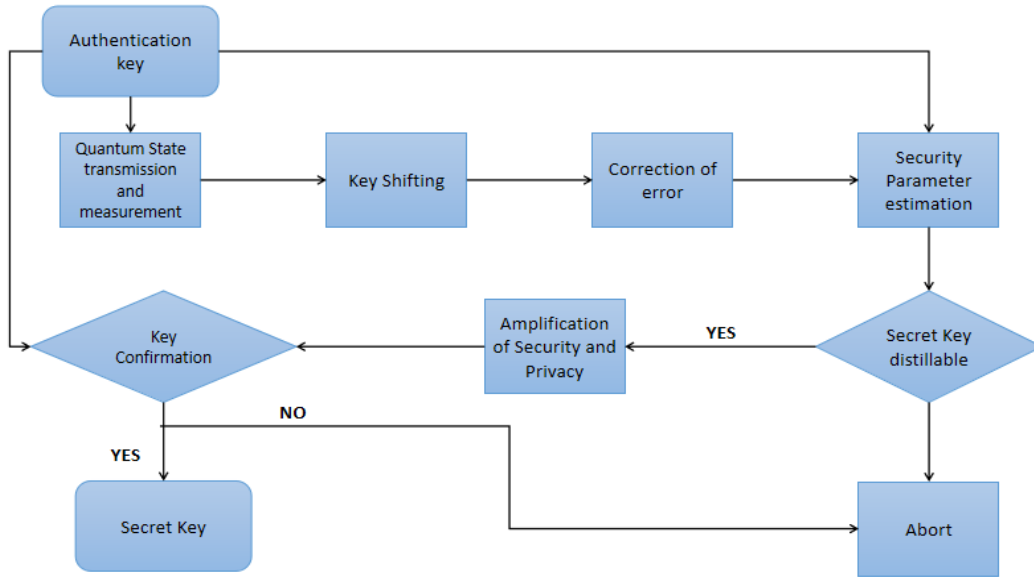 Authentication
key
Quantum State
transmission
and
measurement
Key Shifting
Correction of
error
Security
Parameter
estimation
Key
Confirmation
Amplification
of Security and
Privacy
YES
Secret Key
distillable
NO
YES
Secret Key
Abort